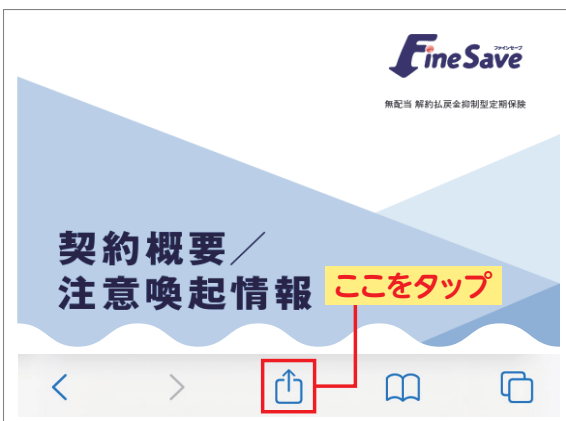 ファインセーブ
FineSave
無配当 解約払戻金抑制型定期保険
契約概要／
注意喚起情報
ここをタップ